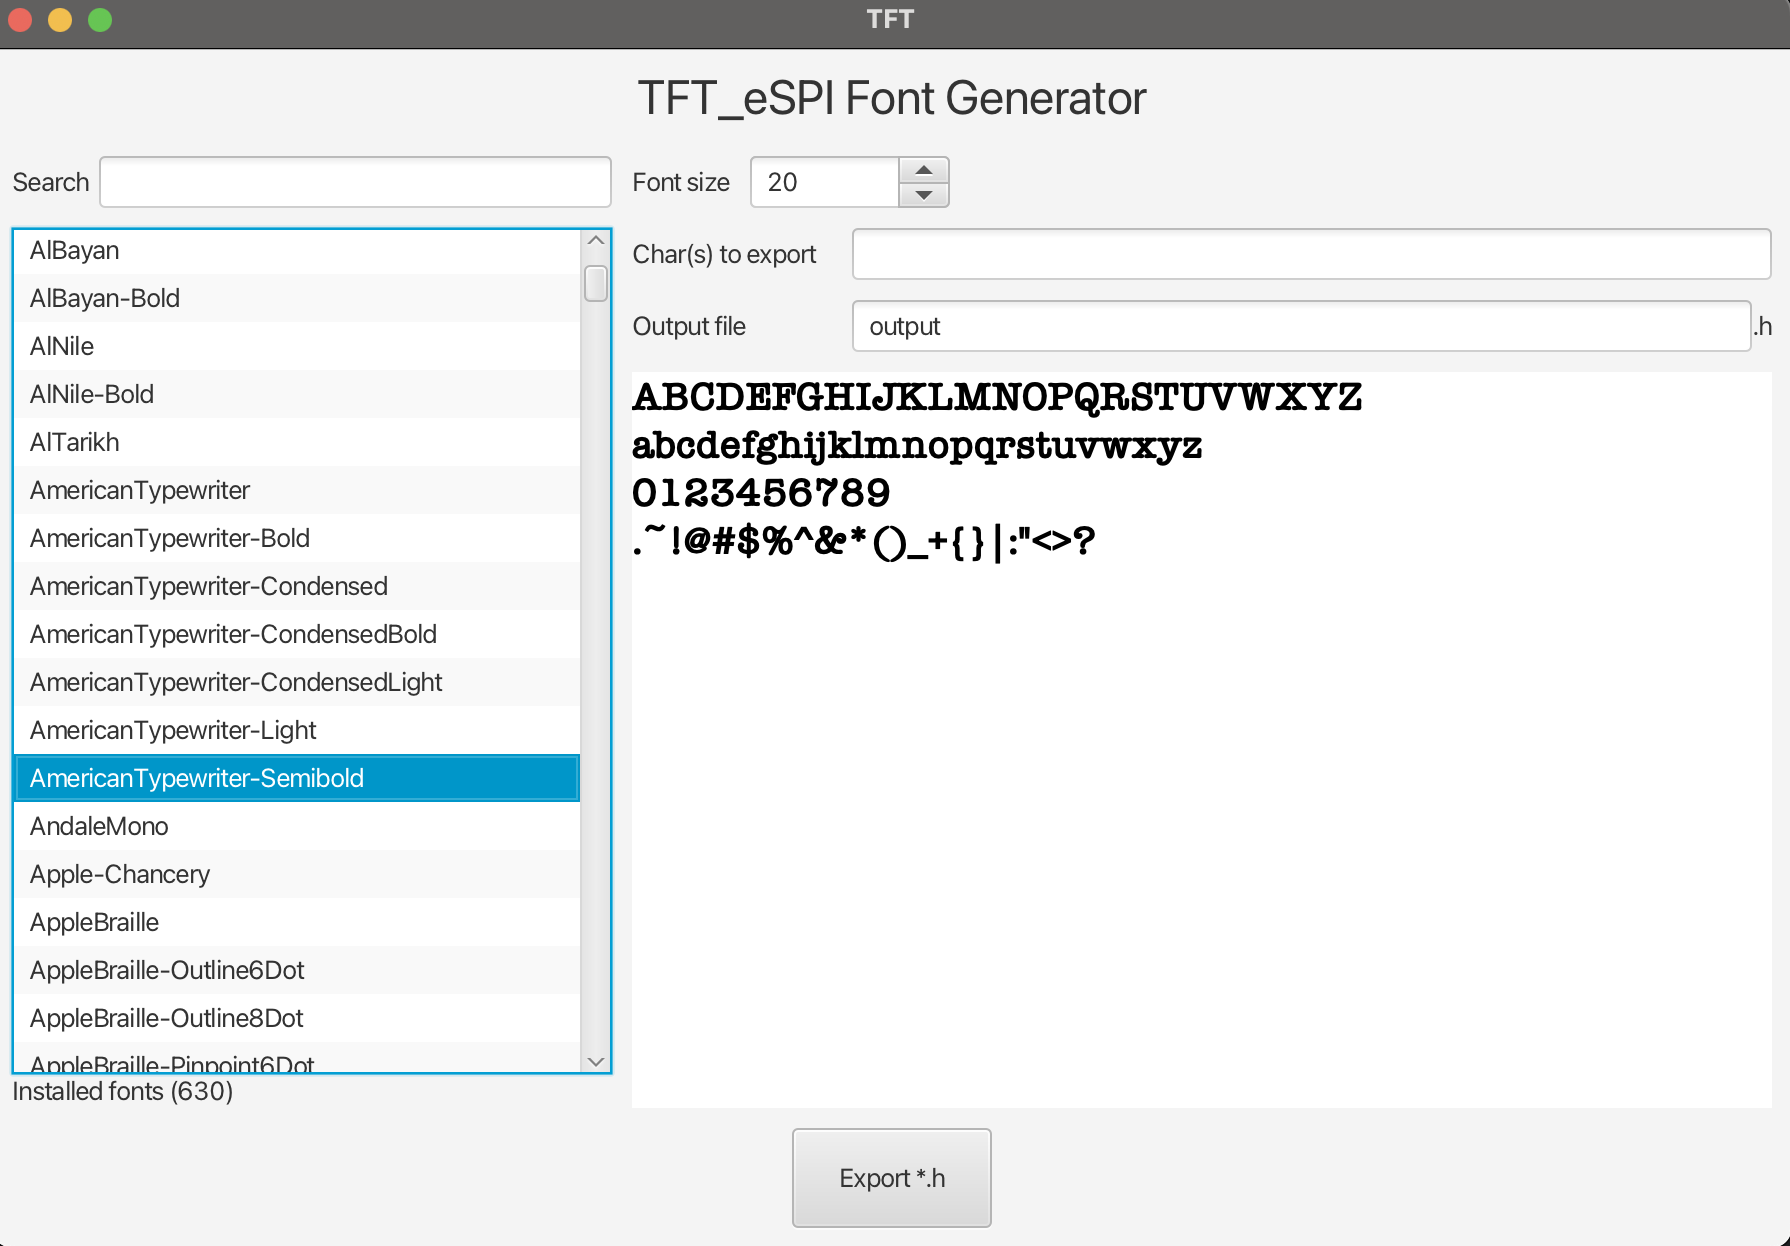 TFT
TFT_eSPI Font Generator
Search
Font size 20
Char(s) to export
Output file output .h
AlBayan
AlBayan-Bold
AlNile
AlNile-Bold
AlTarikh
AmericanTypewriter
AmericanTypewriter-Bold
AmericanTypewriter-Condensed
AmericanTypewriter-CondensedBold
AmericanTypewriter-CondensedLight
AmericanTypewriter-Light
AmericanTypewriter-Semibold
AndaleMono
Apple-Chancery
AppleBraille
AppleBraille-Outline6Dot
AppleBraille-Outline8Dot
AppleBraille-Pinpoint6Dot
Installed fonts (630)
ABCDEFGHIJKLMNOPQRSTUVWXYZ
abcdefghijklmnopqrstuvwxyz
0123456789
.~!@#$%^&*()_+{}|:"<>?
Export *.h